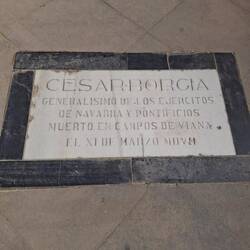 CESAR BORGIA
GENERALISIMO DE LOS EJERCITOS
DE NAVARRA Y PONTIFICIOS
MUERTO EN CAMPOS DE VIANA
EL XI DE MARZO MDVII